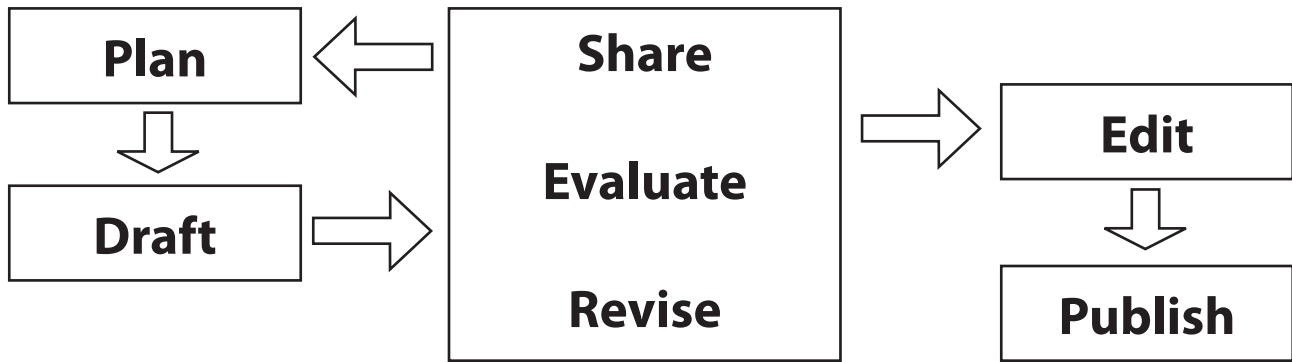 Plan
Draft
Share
Evaluate
Revise
Edit
Publish